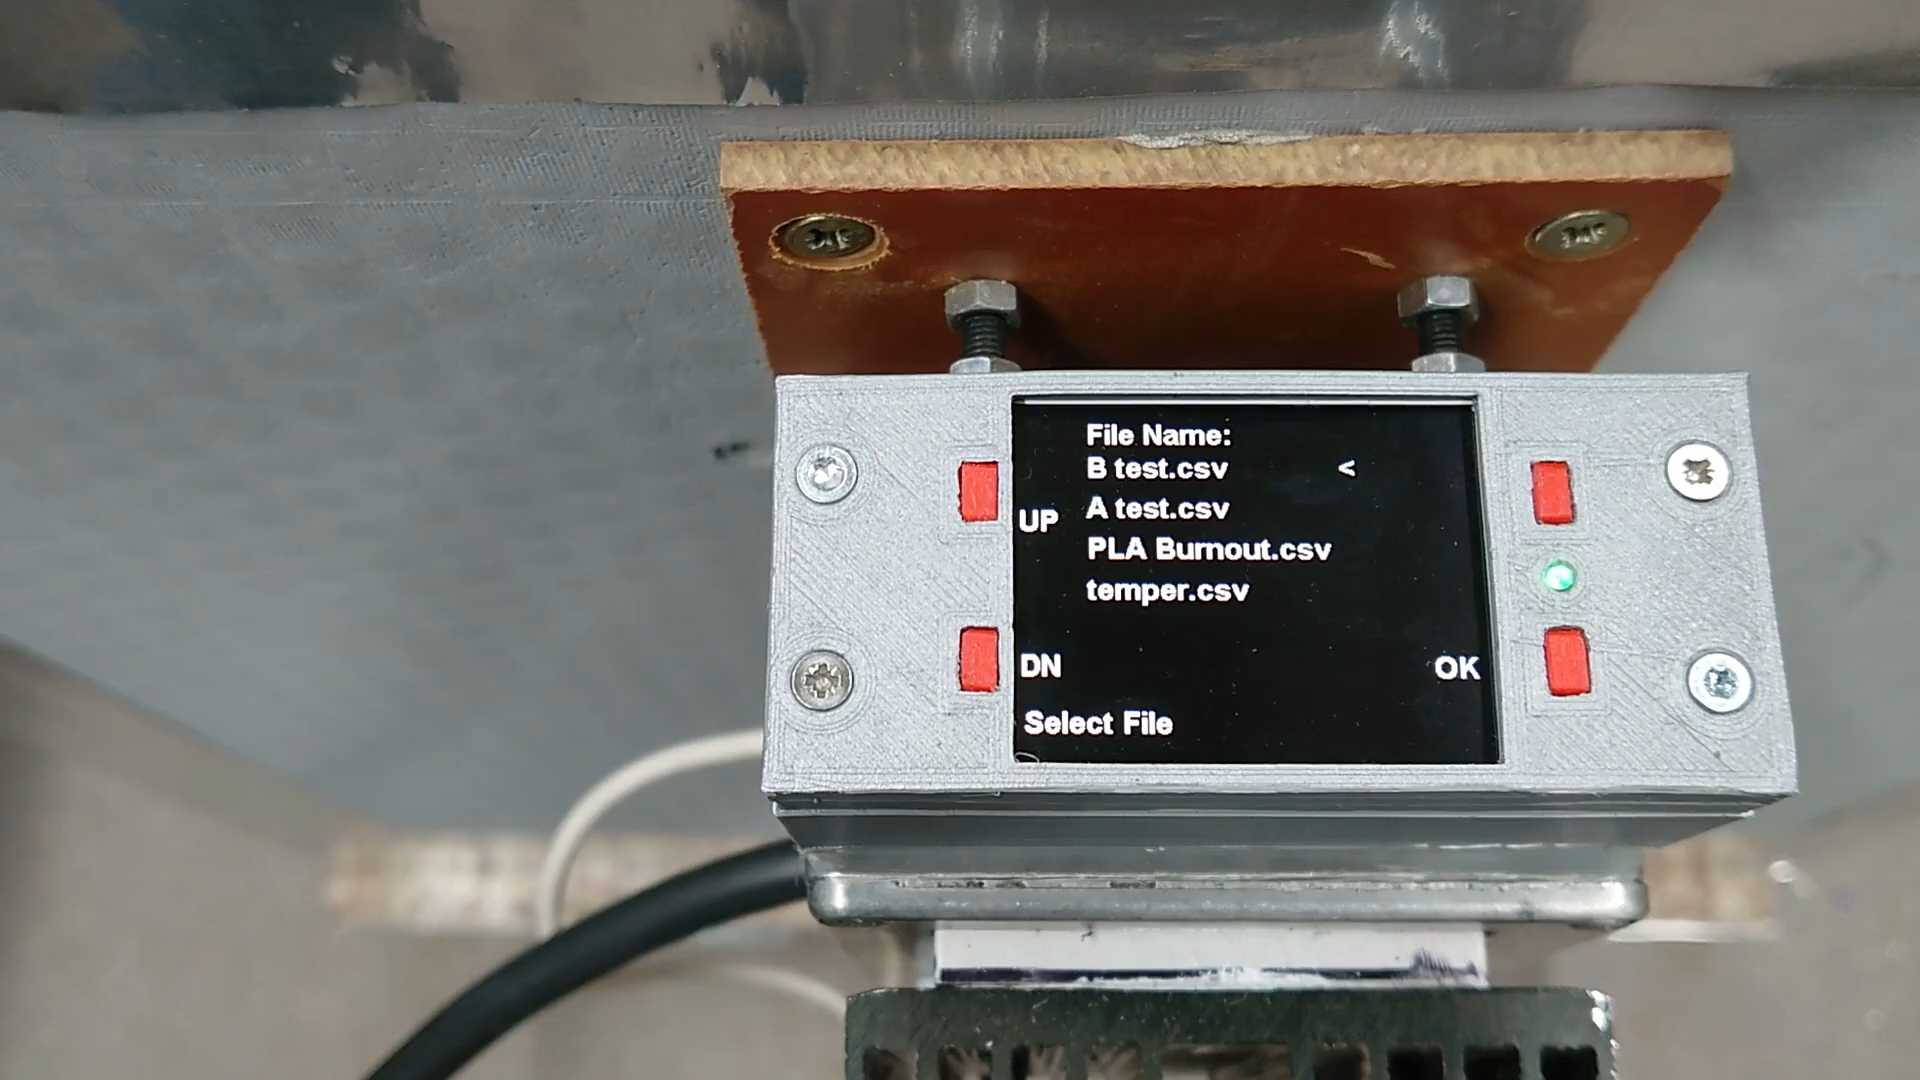 File Name:
B test.csv <
A test.csv
UP
PLA Burnout.csv
temper.csv
DN
OK
Select File